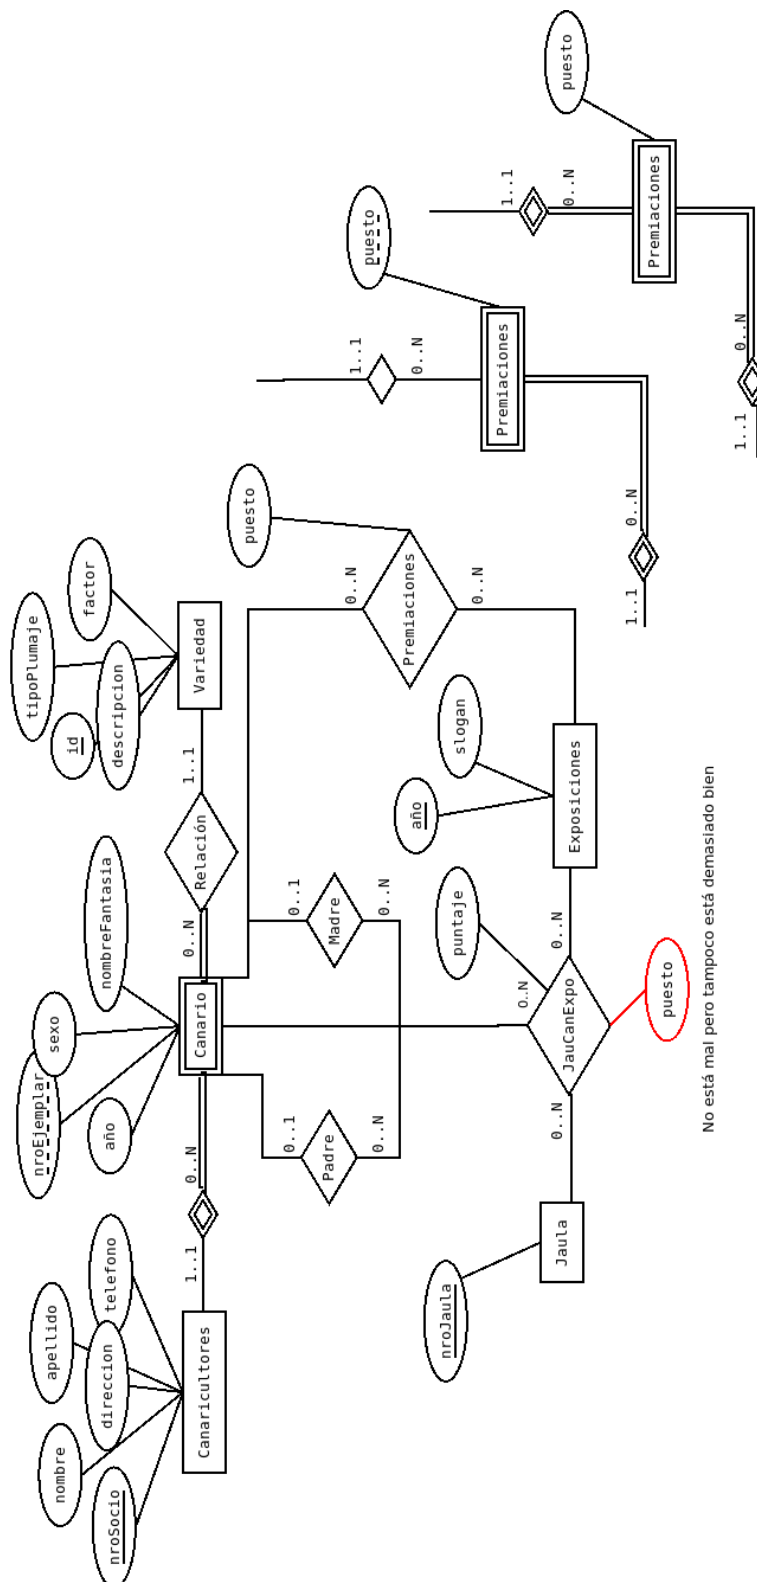 nroSocio
nombre
apellido
direccion
telefono
Canaricultores
1..1
0..N
nroEjemplar
año
sexo
nombreFantasia
Canario
0..N
Relación
1..1
id
tipoPlumaje
descripcion
factor
Variedad
0..1
Padre
0..N
0..1
Madre
0..N
nroJaula
Jaula
0..N
JauCanExpo
0..N
0..N
puntaje
puesto
año
slogan
Exposiciones
0..N
Premiaciones
0..N
puesto
1..1
0..N
Premiaciones
puesto
0..N
1..1
1..1
0..N
Premiaciones
puesto
0..N
1..1
No está mal pero tampoco está demasiado bien